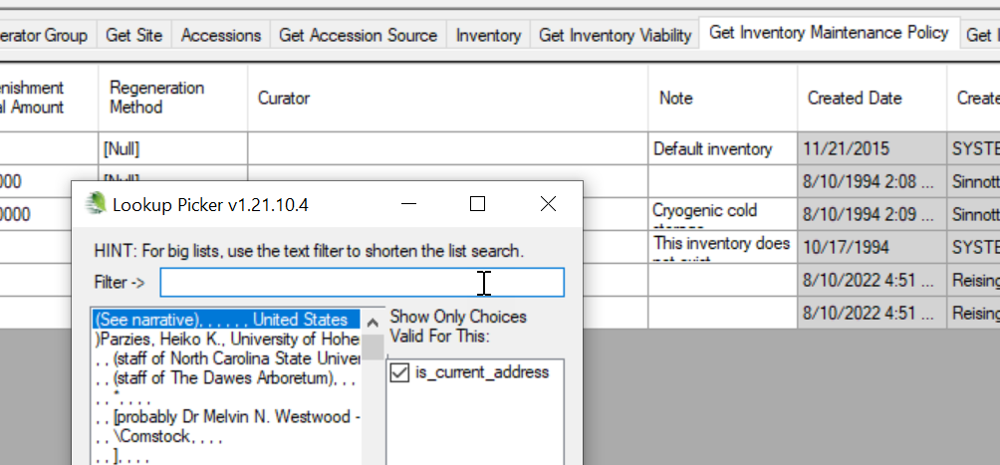 erator Group Get Site Accessions Get Accession Source Inventory Get Inventory Viability Get Inventory Maintenance Policy Get I
enishment Regeneration Curator Note Created Date Create
al Amount Method
[Null] Default inventory 11/21/2015 SYSTE
000 [Null] 8/10/1994 2:08 ... Sinnott
0000 Cryogenic cold 8/10/1994 2:09 ... Sinnott
storage
This inventory does 10/17/1994 SYSTE
not exist
8/10/2022 4:51 ... Reising
8/10/2022 4:51 ... Reising
Lookup Picker v1.21.10.4
HINT: For big lists, use the text filter to shorten the list search.
Filter ->
(See narrative), , , , , , United States
)Parzies, Heiko K., University of Hohe
, , (staff of North Carolina State Univer
, , (staff of The Dawes Arboretum), , ,
, , *, , , ,
, , [probably Dr Melvin N. Westwood -
, , \Comstock, , , ,
, , ], , , ,
Show Only Choices
Valid For This:
is_current_address